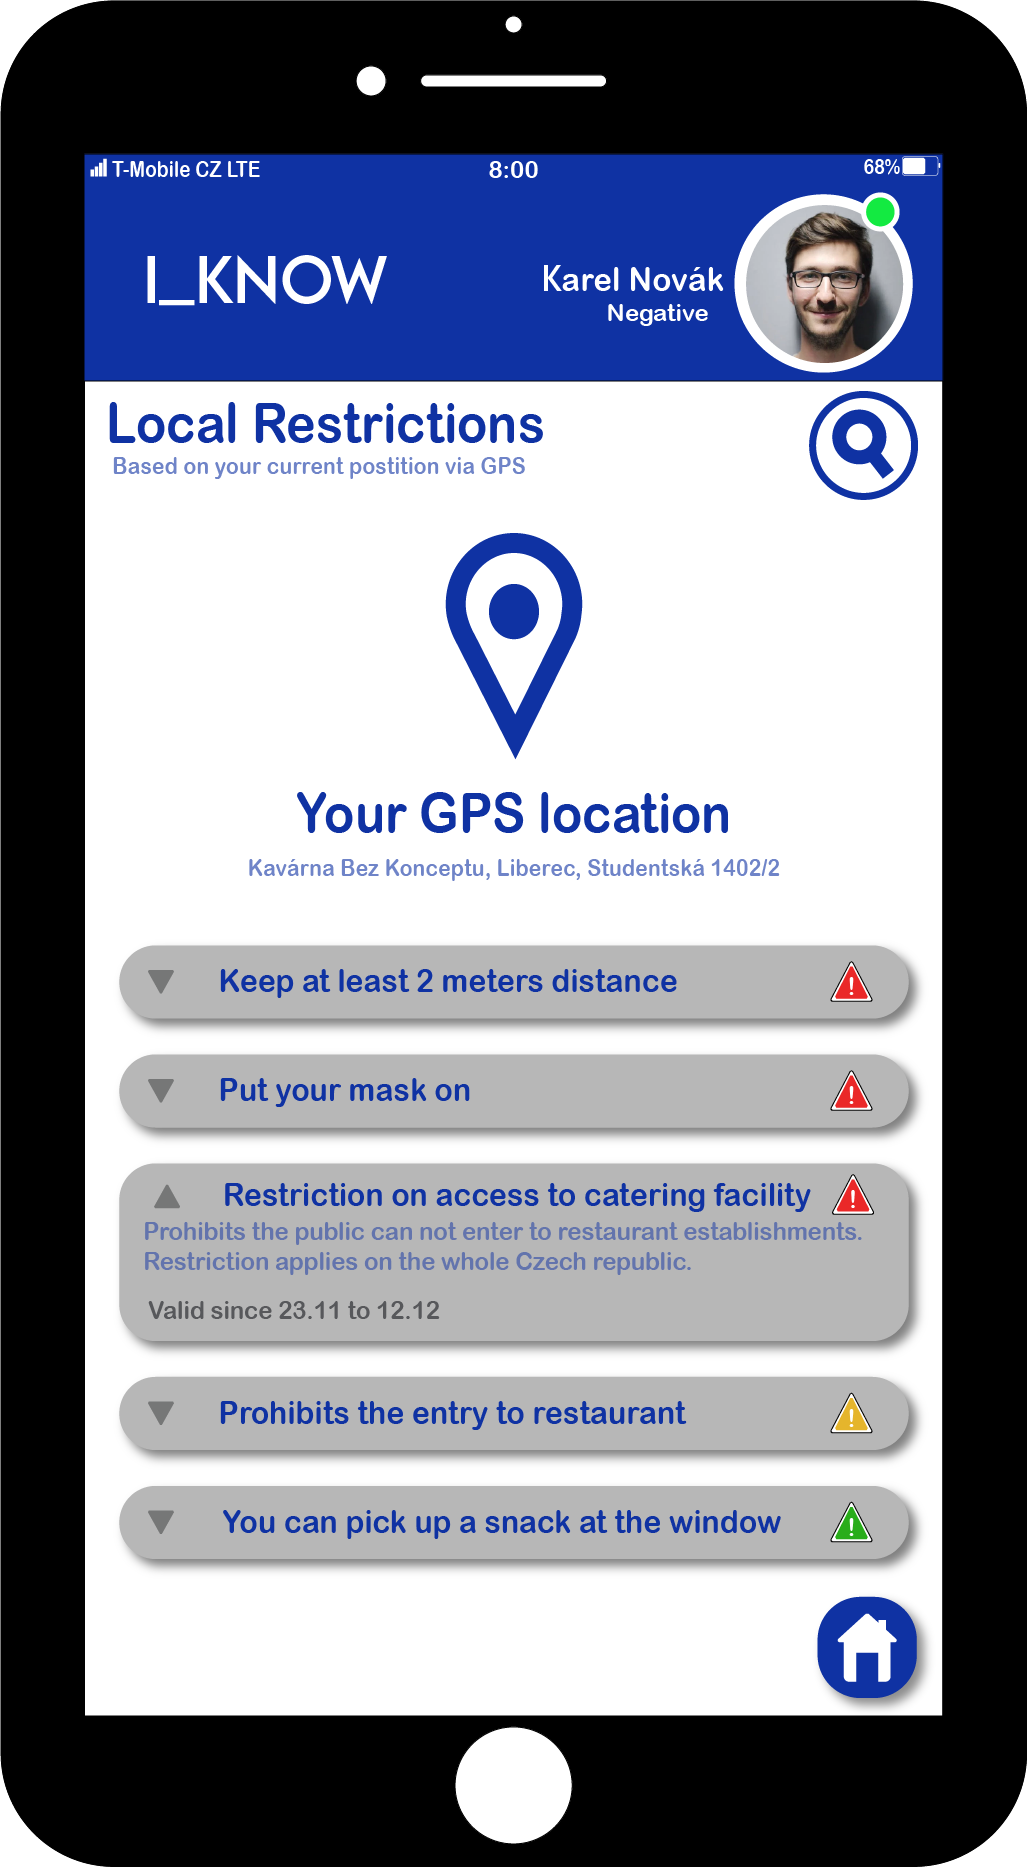 T-Mobile CZ LTE 8:00 68%
I_KNOW
Karel Novák
Negative
Local Restrictions
Based on your current postition via GPS
Your GPS location
Kavárna Bez Konceptu, Liberec, Studentská 1402/2
Keep at least 2 meters distance
Put your mask on
Restriction on access to catering facility
Prohibits the public can not enter to restaurant establishments.
Restriction applies on the whole Czech republic.
Valid since 23.11 to 12.12
Prohibits the entry to restaurant
You can pick up a snack at the window